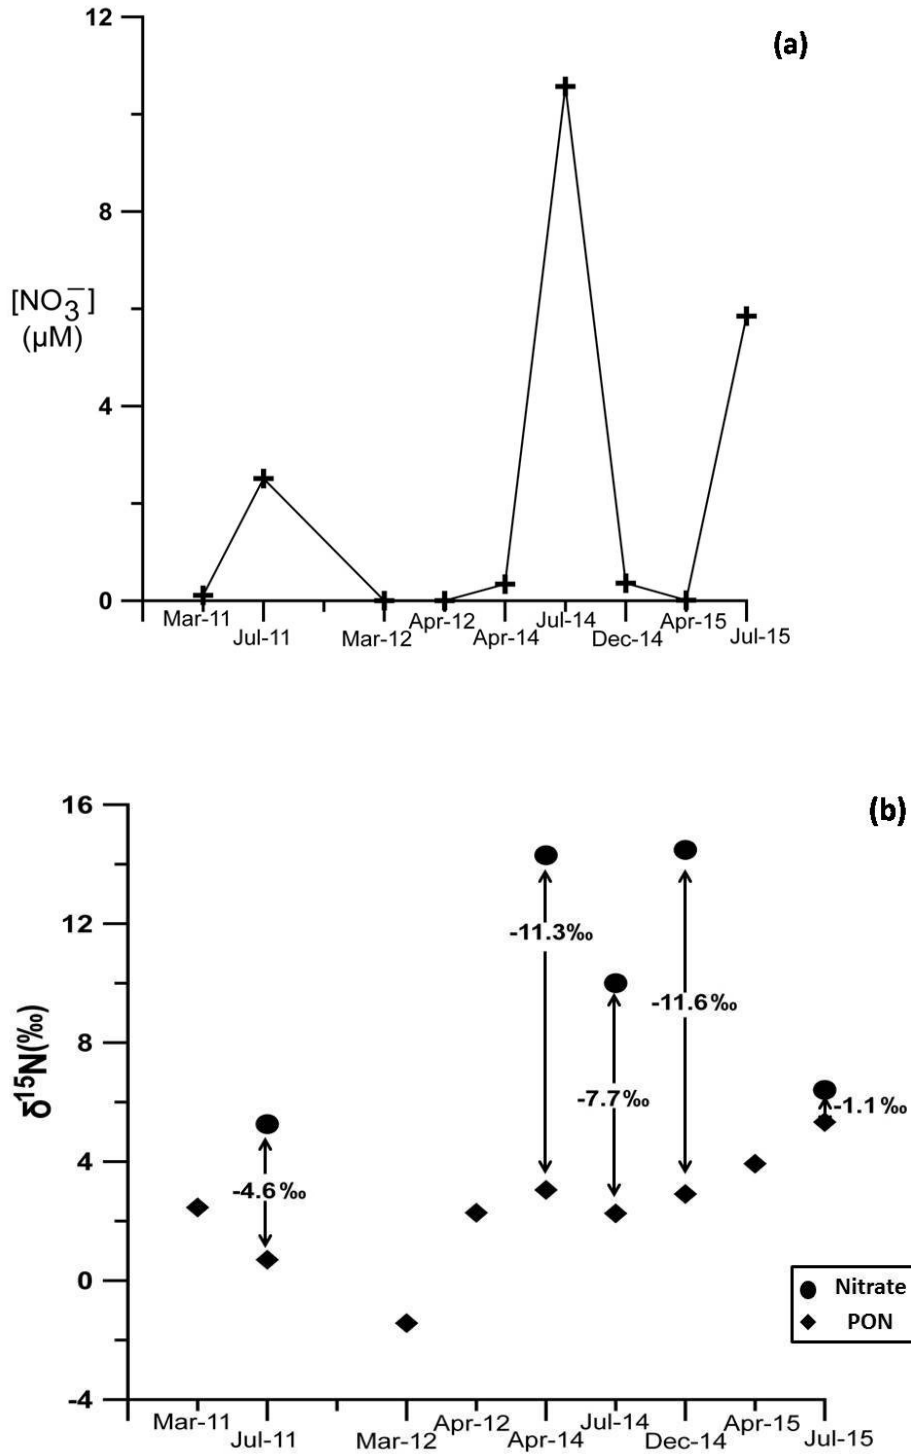 12
(a)
8
[NO₃⁻]
(µM)
4
0
Mar-11
Jul-11
Mar-12
Apr-12
Apr-14
Jul-14
Dec-14
Apr-15
Jul-15
16
(b)
12
-11.3‰
-11.6‰
8
δ¹⁵N(‰)
-7.7‰
-1.1‰
4
-4.6‰
0
Nitrate
PON
-4
Mar-11
Jul-11
Mar-12
Apr-12
Apr-14
Jul-14
Dec-14
Apr-15
Jul-15